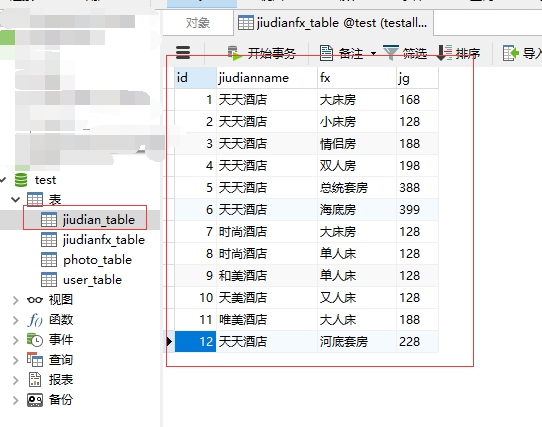 对象
jiudianfx_table @test (testall...
开始事务
备注
筛选
排序
导入
id jiudianname fx jg
1 天天酒店 大床房 168
2 天天酒店 小床房 128
3 天天酒店 情侣房 188
4 天天酒店 双人房 198
5 天天酒店 总统套房 388
6 天天酒店 海底房 399
7 时尚酒店 大床房 128
8 时尚酒店 单人床 128
9 和美酒店 单人床 128
10 天美酒店 又人床 128
11 唯美酒店 大人床 188
12 天天酒店 河底套房 228
test
表
jiudian_table
jiudianfx_table
photo_table
user_table
视图
函数
事件
查询
报表
备份